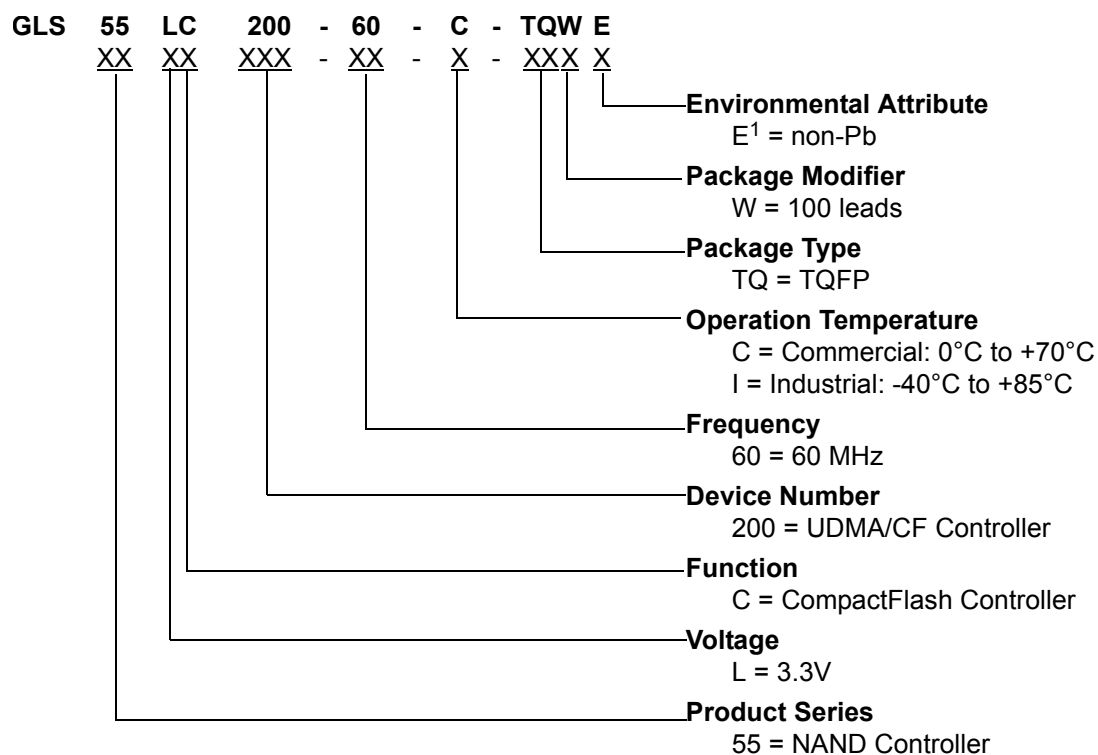 GLS 55 LC 200 - 60 - C - TQW E
XX XX XXX - XX - X - XXX X
Environmental Attribute
E1 = non-Pb
Package Modifier
W = 100 leads
Package Type
TQ = TQFP
Operation Temperature
C = Commercial: 0°C to +70°C
I = Industrial: -40°C to +85°C
Frequency
60 = 60 MHz
Device Number
200 = UDMA/CF Controller
Function
C = CompactFlash Controller
Voltage
L = 3.3V
Product Series
55 = NAND Controller